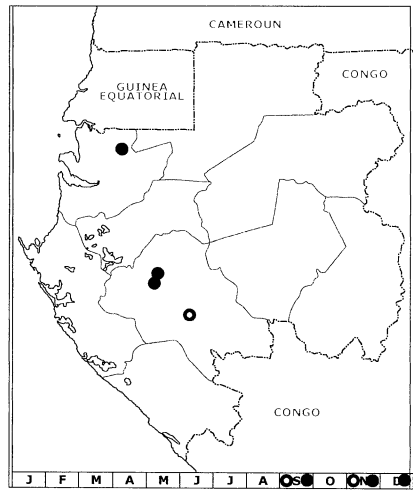 CAMEROUN
CONGO
GUINEA
EQUATORIAL
CONGO
J F M A M J J A S O N D